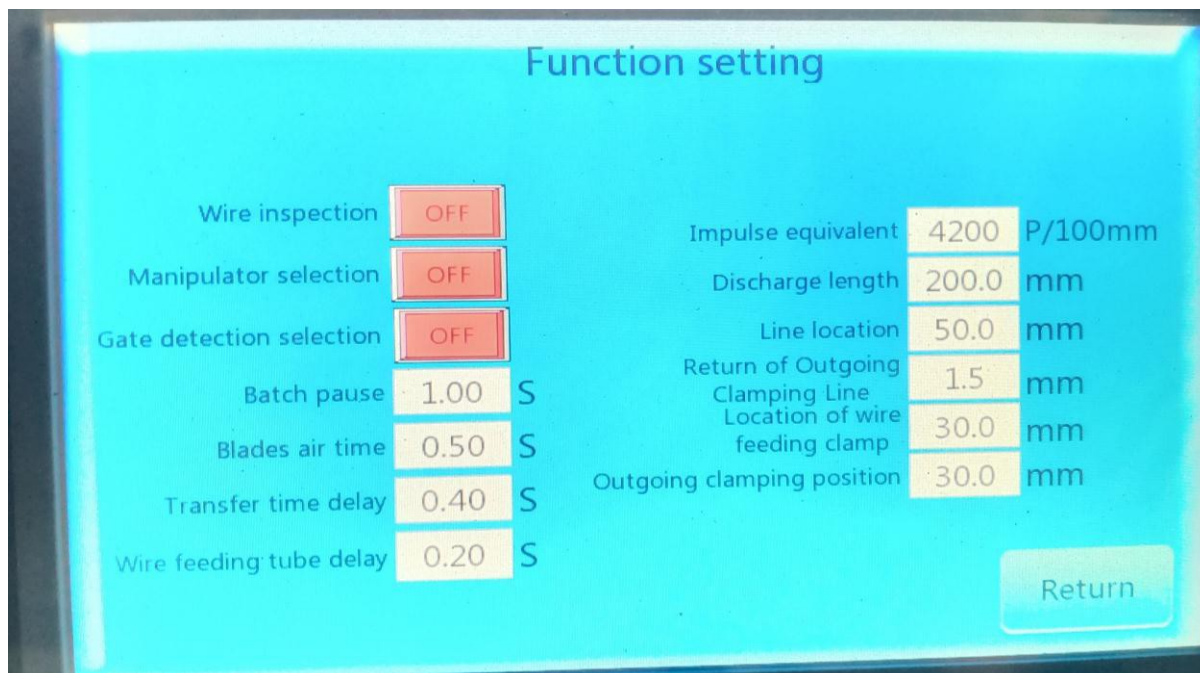 Function setting
Wire inspection OFF
Manipulator selection OFF
Gate detection selection OFF
Batch pause 1.00 S
Blades air time 0.50 S
Transfer time delay 0.40 S
Wire feeding tube delay 0.20 S
Impulse equivalent 4200 P/100mm
Discharge length 200.0 mm
Line location 50.0 mm
Return of Outgoing
Clamping Line 1.5 mm
Location of wire
feeding clamp 30.0 mm
Outgoing clamping position 30.0 mm
Return